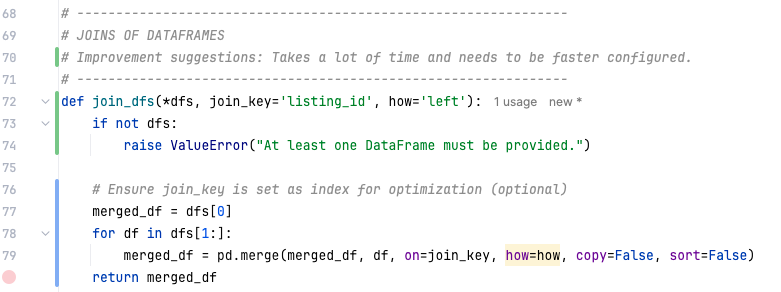 68 # ---------------------------------------------------------------
69 # JOINS OF DATAFRAMES
70 # Improvement suggestions: Takes a lot of time and needs to be faster configured.
71 # ---------------------------------------------------------------
72 def join_dfs(*dfs, join_key='listing_id', how='left'): 1 usage new *
73     if not dfs:
74         raise ValueError("At least one DataFrame must be provided.")
75
76     # Ensure join_key is set as index for optimization (optional)
77     merged_df = dfs[0]
78     for df in dfs[1:]:
79         merged_df = pd.merge(merged_df, df, on=join_key, how=how, copy=False, sort=False)
    return merged_df